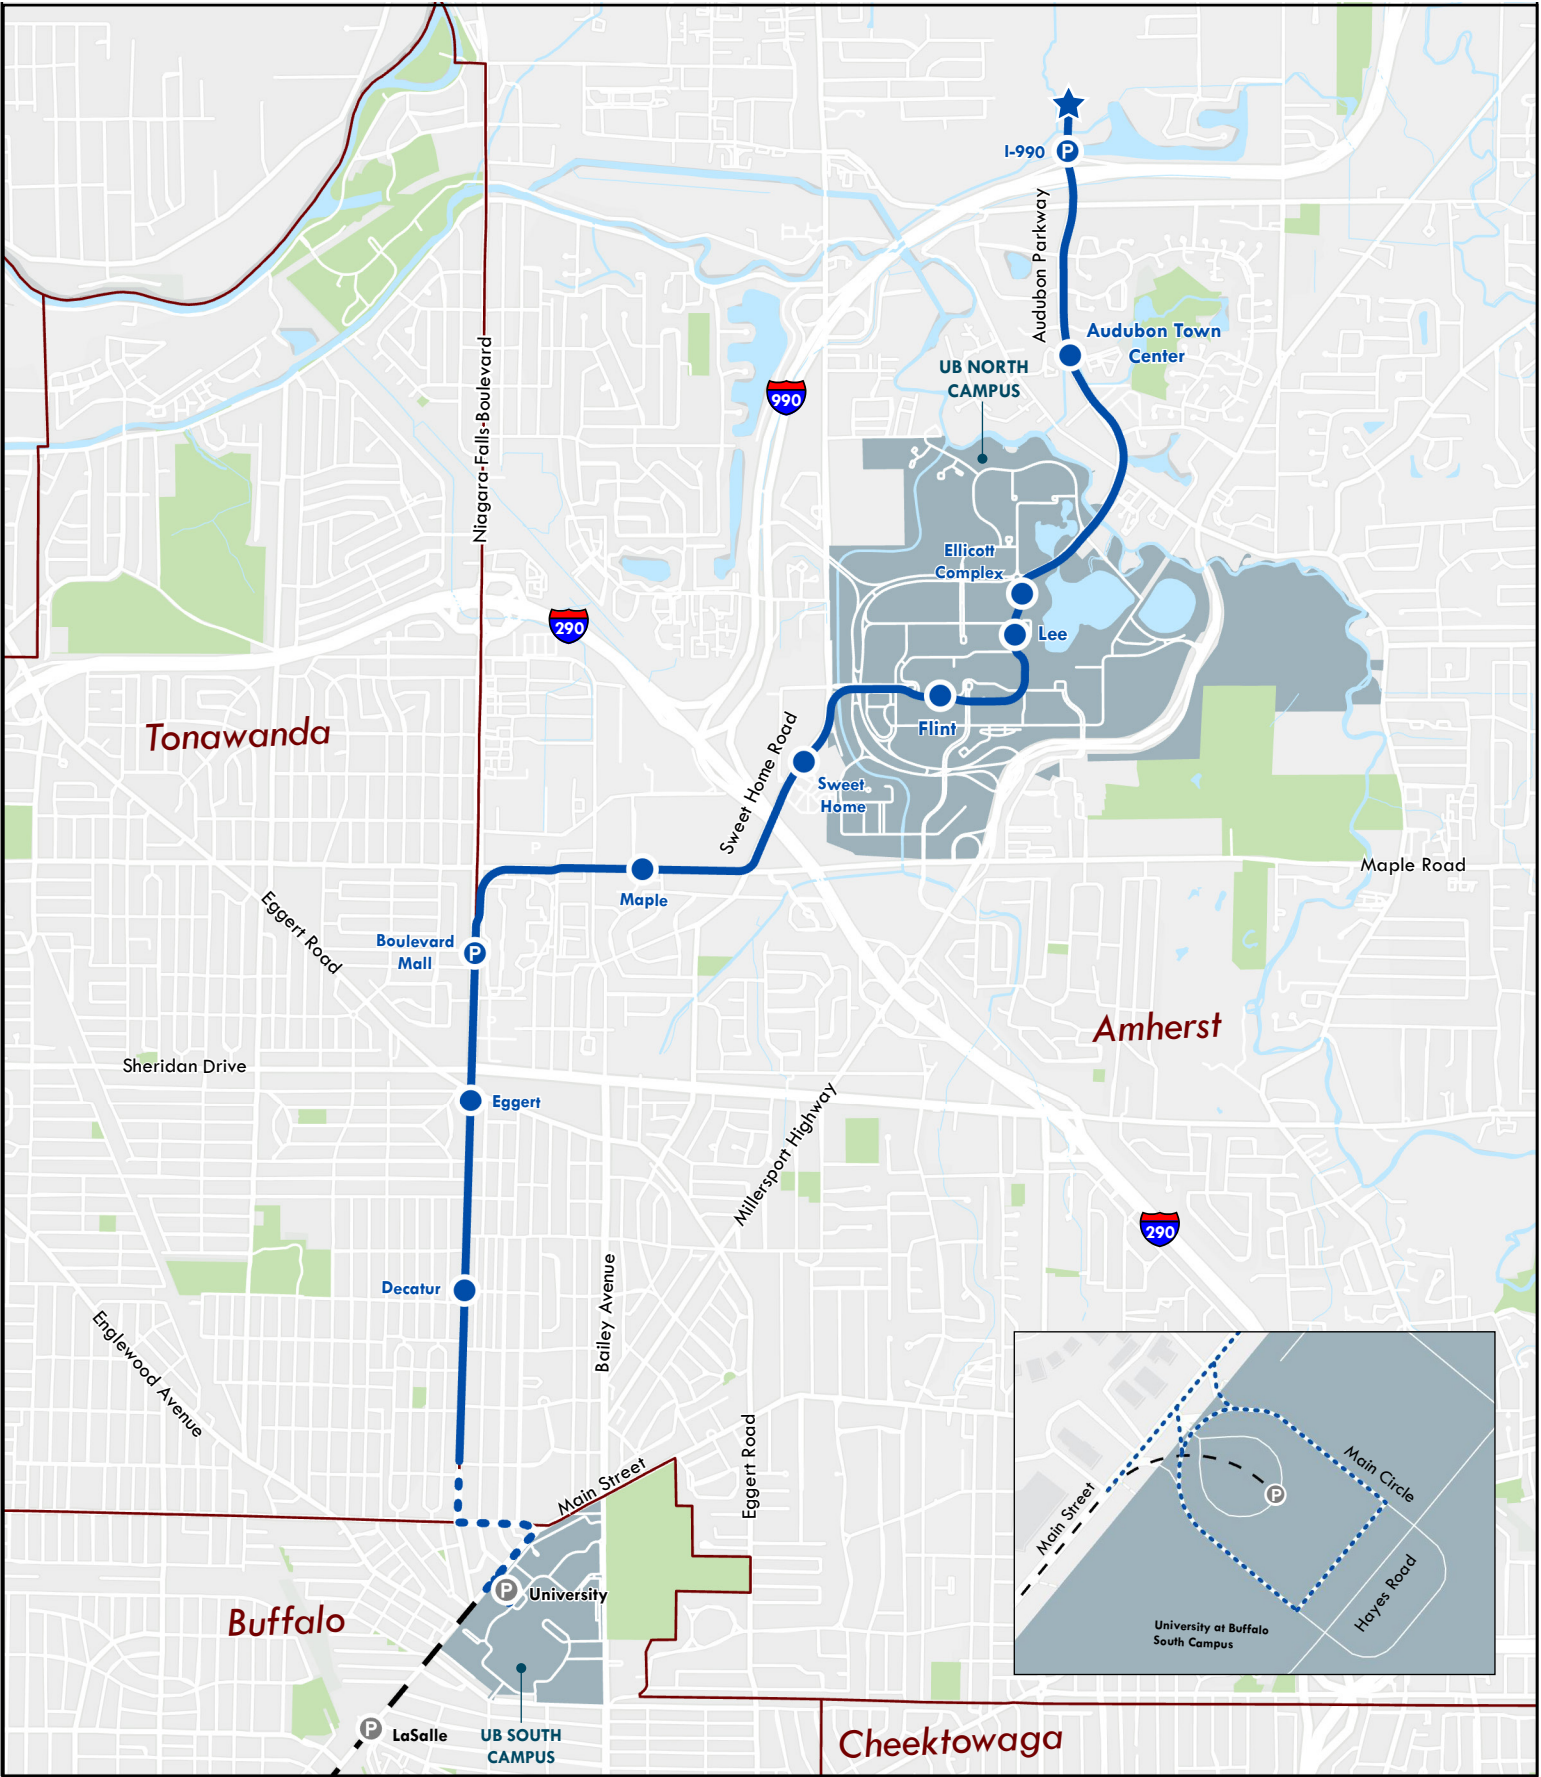 P
I-990
Audubon Parkway
Audubon Town
Center
UB NORTH
CAMPUS
990
Niagara-Falls-Boulevard
Ellicott
Complex
290
Lee
Tonawanda
Flint
Sweet Home Road
Sweet
Home
P
Maple Road
Maple
Eggert Road
Boulevard
Mall
P
Amherst
Sheridan Drive
Eggert
Millersport Highway
290
Decatur
Bailey Avenue
Englewood Avenue
Eggert Road
Main Street
Main Circle
P
Main Street
Hayes Road
University at Buffalo
South Campus
P
University
Buffalo
P
LaSalle
UB SOUTH
CAMPUS
Cheektowaga